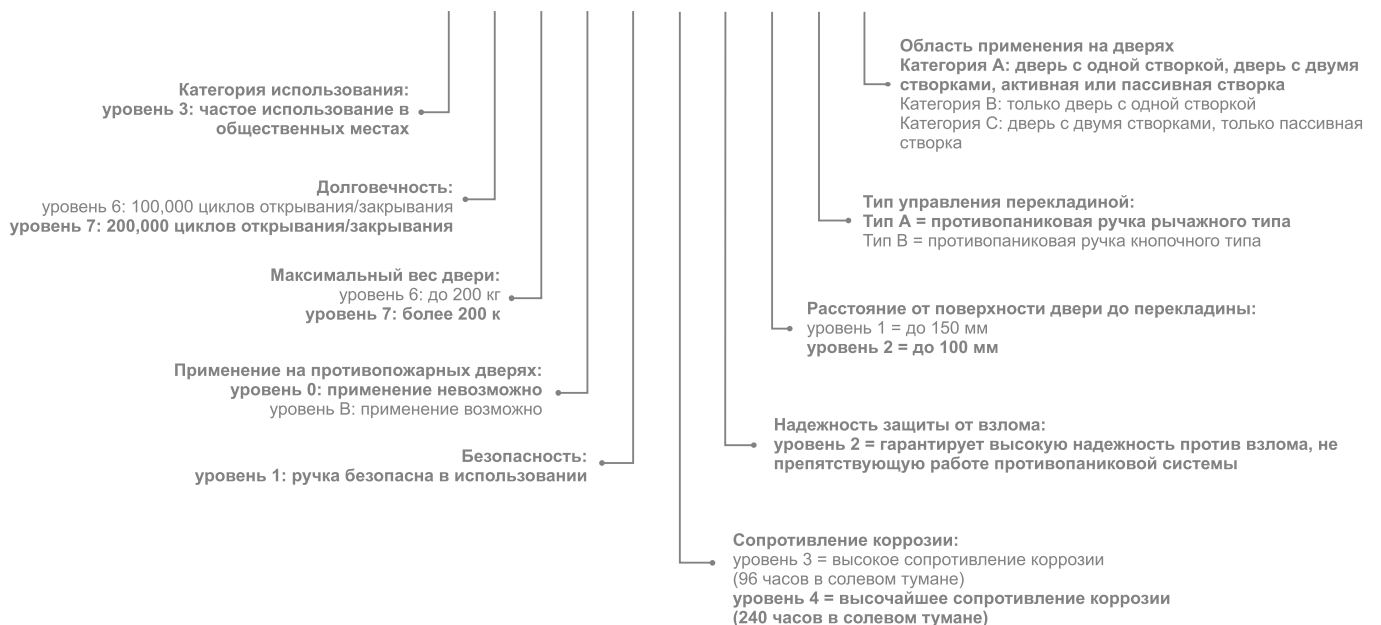 Категория использования:
уровень 3: частое использование в
общественных местах
Долговечность:
уровень 6: 100,000 циклов открывания/закрывания
уровень 7: 200,000 циклов открывания/закрывания
Максимальный вес двери:
уровень 6: до 200 кг
уровень 7: более 200 к
Применение на противопожарных дверях:
уровень 0: применение невозможно
уровень B: применение возможно
Безопасность:
уровень 1: ручка безопасна в использовании
Область применения на дверях
Категория A: дверь с одной створкой, дверь с двумя
створками, активная или пассивная створка
Категория B: только дверь с одной створкой
Категория C: дверь с двумя створками, только пассивная
створка
Тип управления перекладиной:
Тип A = противопаниковая ручка рычажного типа
Тип B = противопаниковая ручка кнопочного типа
Расстояние от поверхности двери до перекладины:
уровень 1 = до 150 мм
уровень 2 = до 100 мм
Надежность защиты от взлома:
уровень 2 = гарантирует высокую надежность против взлома, не
препятствующую работе противопаниковой системы
Сопротивление коррозии:
уровень 3 = высокое сопротивление коррозии
(96 часов в солевом тумане)
уровень 4 = высочайшее сопротивление коррозии
(240 часов в солевом тумане)